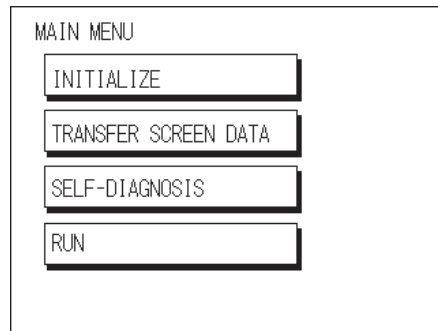 MAIN MENU
INITIALIZE
TRANSFER SCREEN DATA
SELF-DIAGNOSIS
RUN